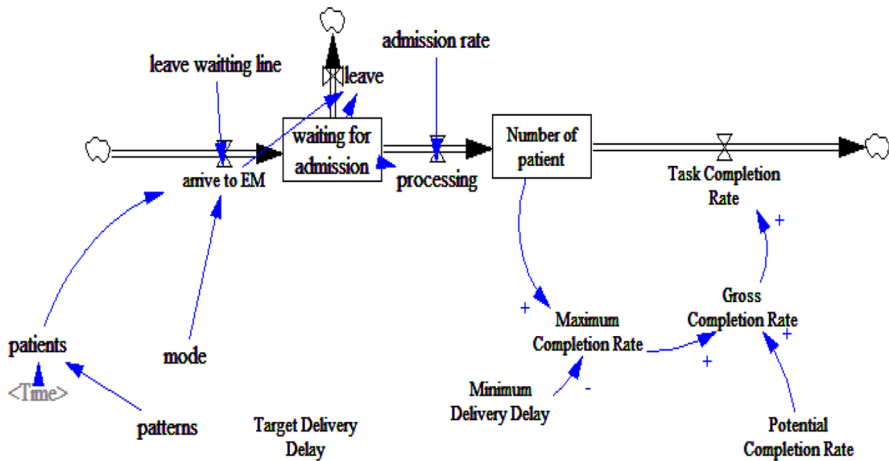 admission rate
leave waitting line
leave
waiting for
admission
Number of
patient
arrive to EM
processing
Task Completion
Rate
+
Gross
Completion Rate
+
Maximum
Completion Rate
+
+
patients
mode
<Time>
Minimum
Delivery Delay
-
patterns
Target Delivery
Delay
Potential
Completion Rate